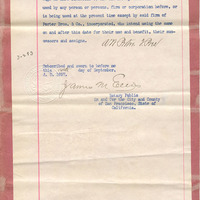 used by any person or persons, firm or corporation before, or
is being used at the present time except by said firm of
Porter Bros. & Co., who intend using the same
on and after this date for their use and benefit, their suc-
cessors and assigns.
Subscribed and sworn to before me
this day of September,
A. D. 1887.
James M. Ellis
Notary Public
in and for the City and County
of San Francisco, State of
California.